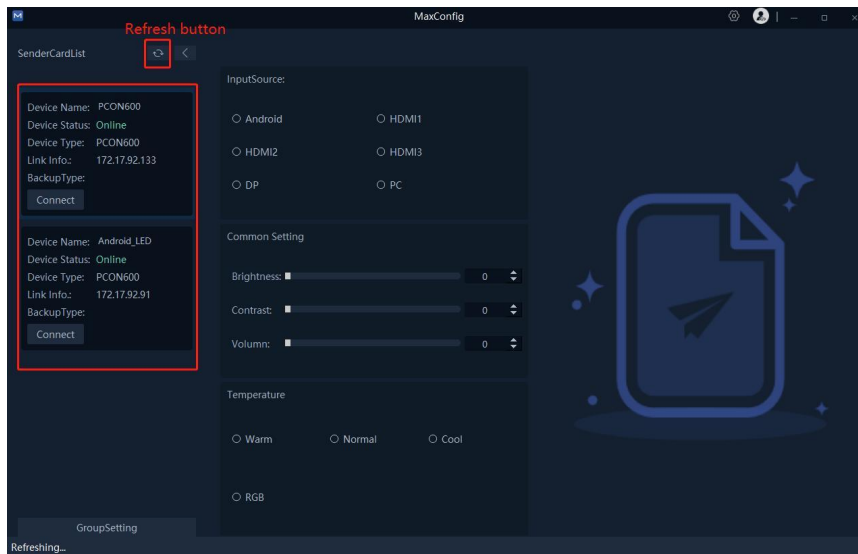 MaxConfig
Refresh button
SenderCardList
Device Name: PCON600
Device Status: Online
Device Type: PCON600
Link Info.: 172.17.92.133
BackupType:
Connect
Device Name: Android_LED
Device Status: Online
Device Type: PCON600
Link Info.: 172.17.92.91
BackupType:
Connect
GroupSetting
InputSource:
Android HDMI1
HDMI2 HDMI3
DP PC
Common Setting
Brightness: 0
Contrast: 0
Volumn: 0
Temperature
Warm Normal Cool
RGB
Refreshing...